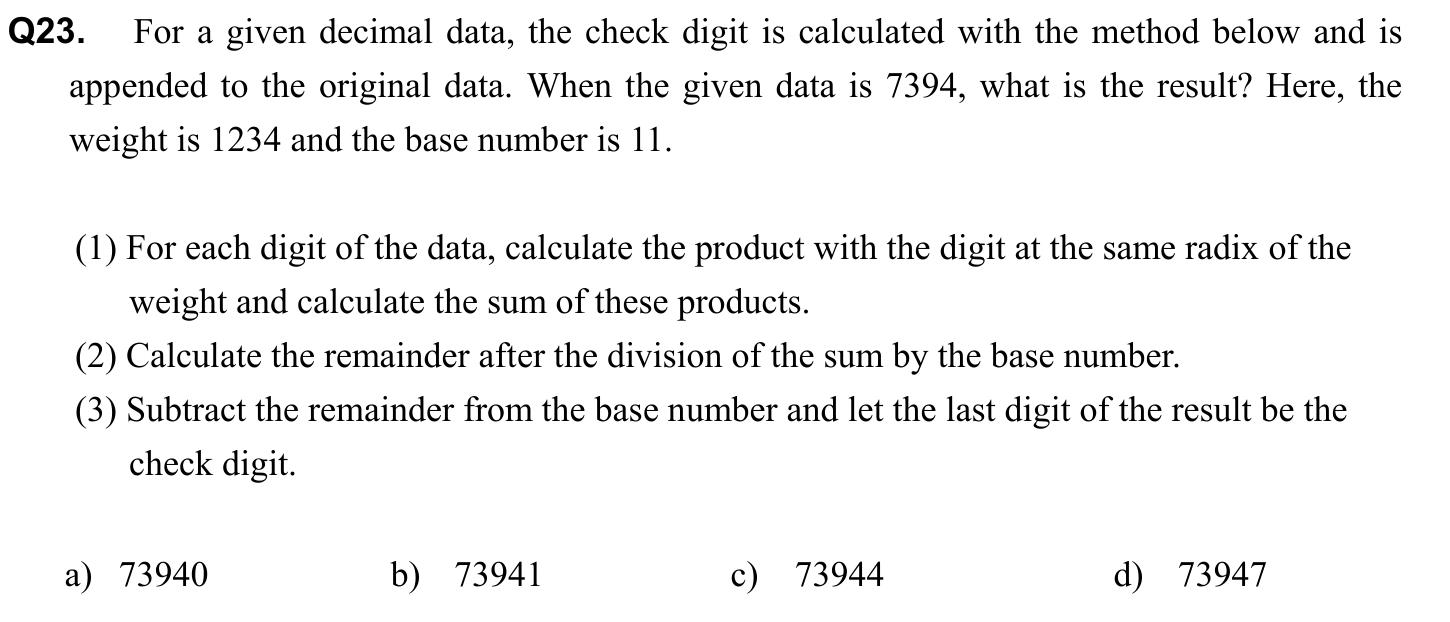 Q23. For a given decimal data, the check digit is calculated with the method below and is
appended to the original data. When the given data is 7394, what is the result? Here, the
weight is 1234 and the base number is 11.
(1) For each digit of the data, calculate the product with the digit at the same radix of the
weight and calculate the sum of these products.
(2) Calculate the remainder after the division of the sum by the base number.
(3) Subtract the remainder from the base number and let the last digit of the result be the
check digit.
a) 73940 b) 73941 c) 73944 d) 73947